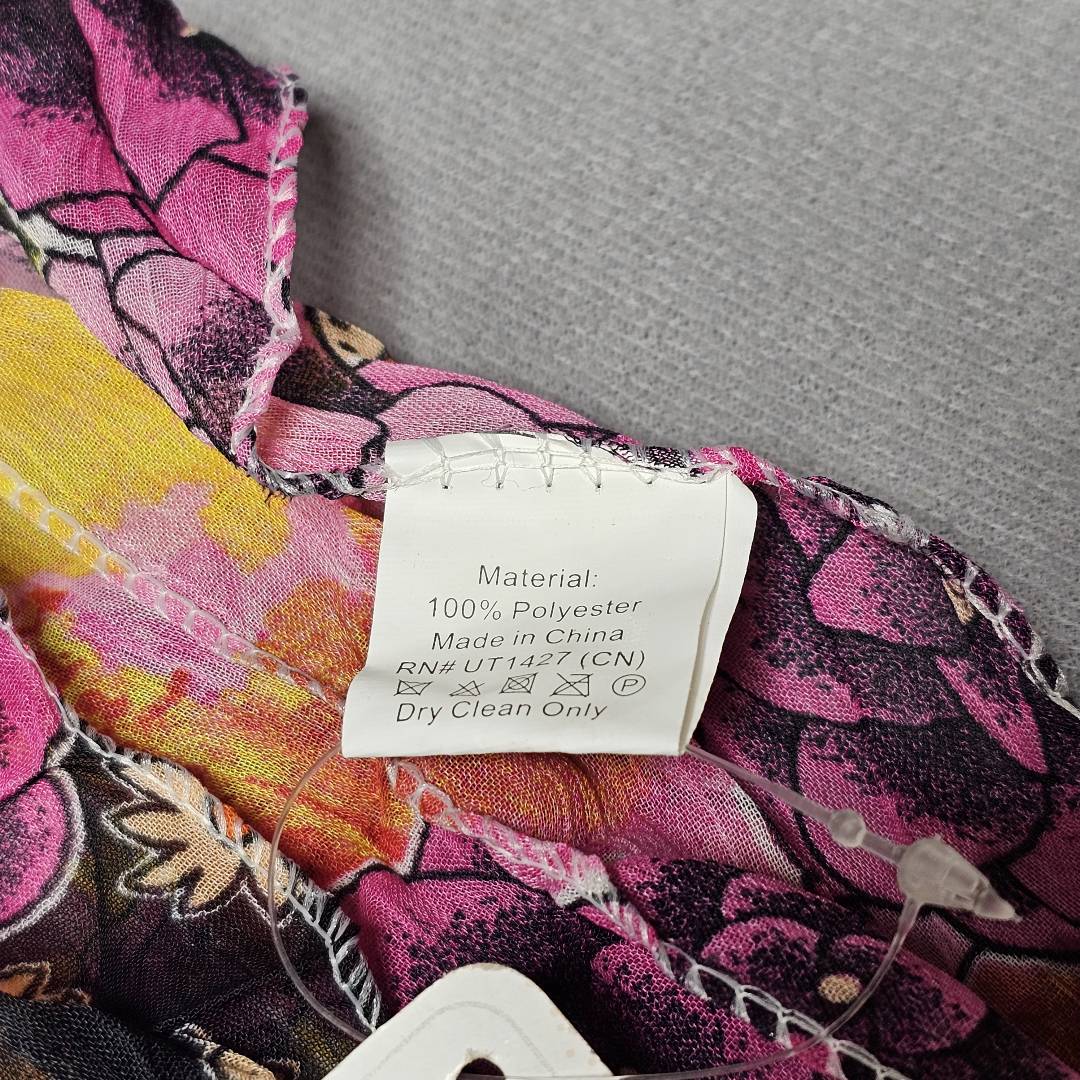 Material:
100% Polyester
Made in China
RN# UT1427 (CN)
P
Dry Clean Only